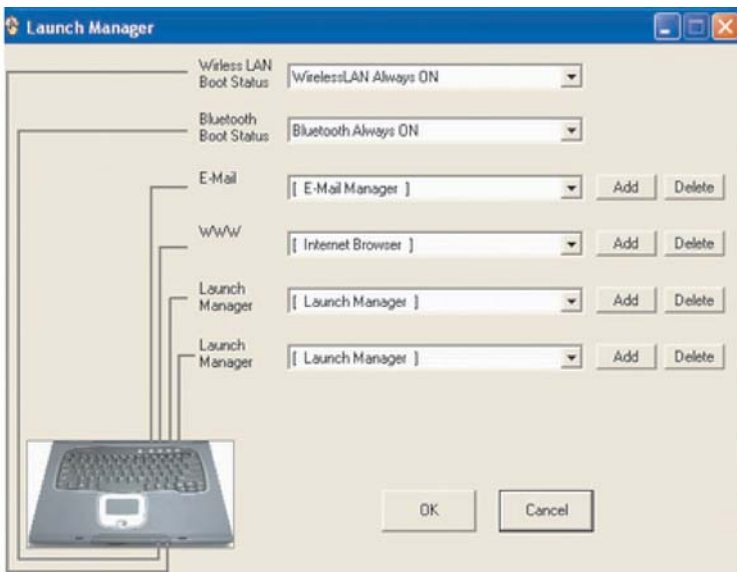 Launch Manager
Wirless LAN
Boot Status
WirelessLAN Always ON
Bluetooth
Boot Status
Bluetooth Always ON
E-Mail
[ E-Mail Manager ]
Add
Delete
WWW
[ Internet Browser ]
Add
Delete
Launch
Manager
[ Launch Manager ]
Add
Delete
Launch
Manager
[ Launch Manager ]
Add
Delete
OK
Cancel